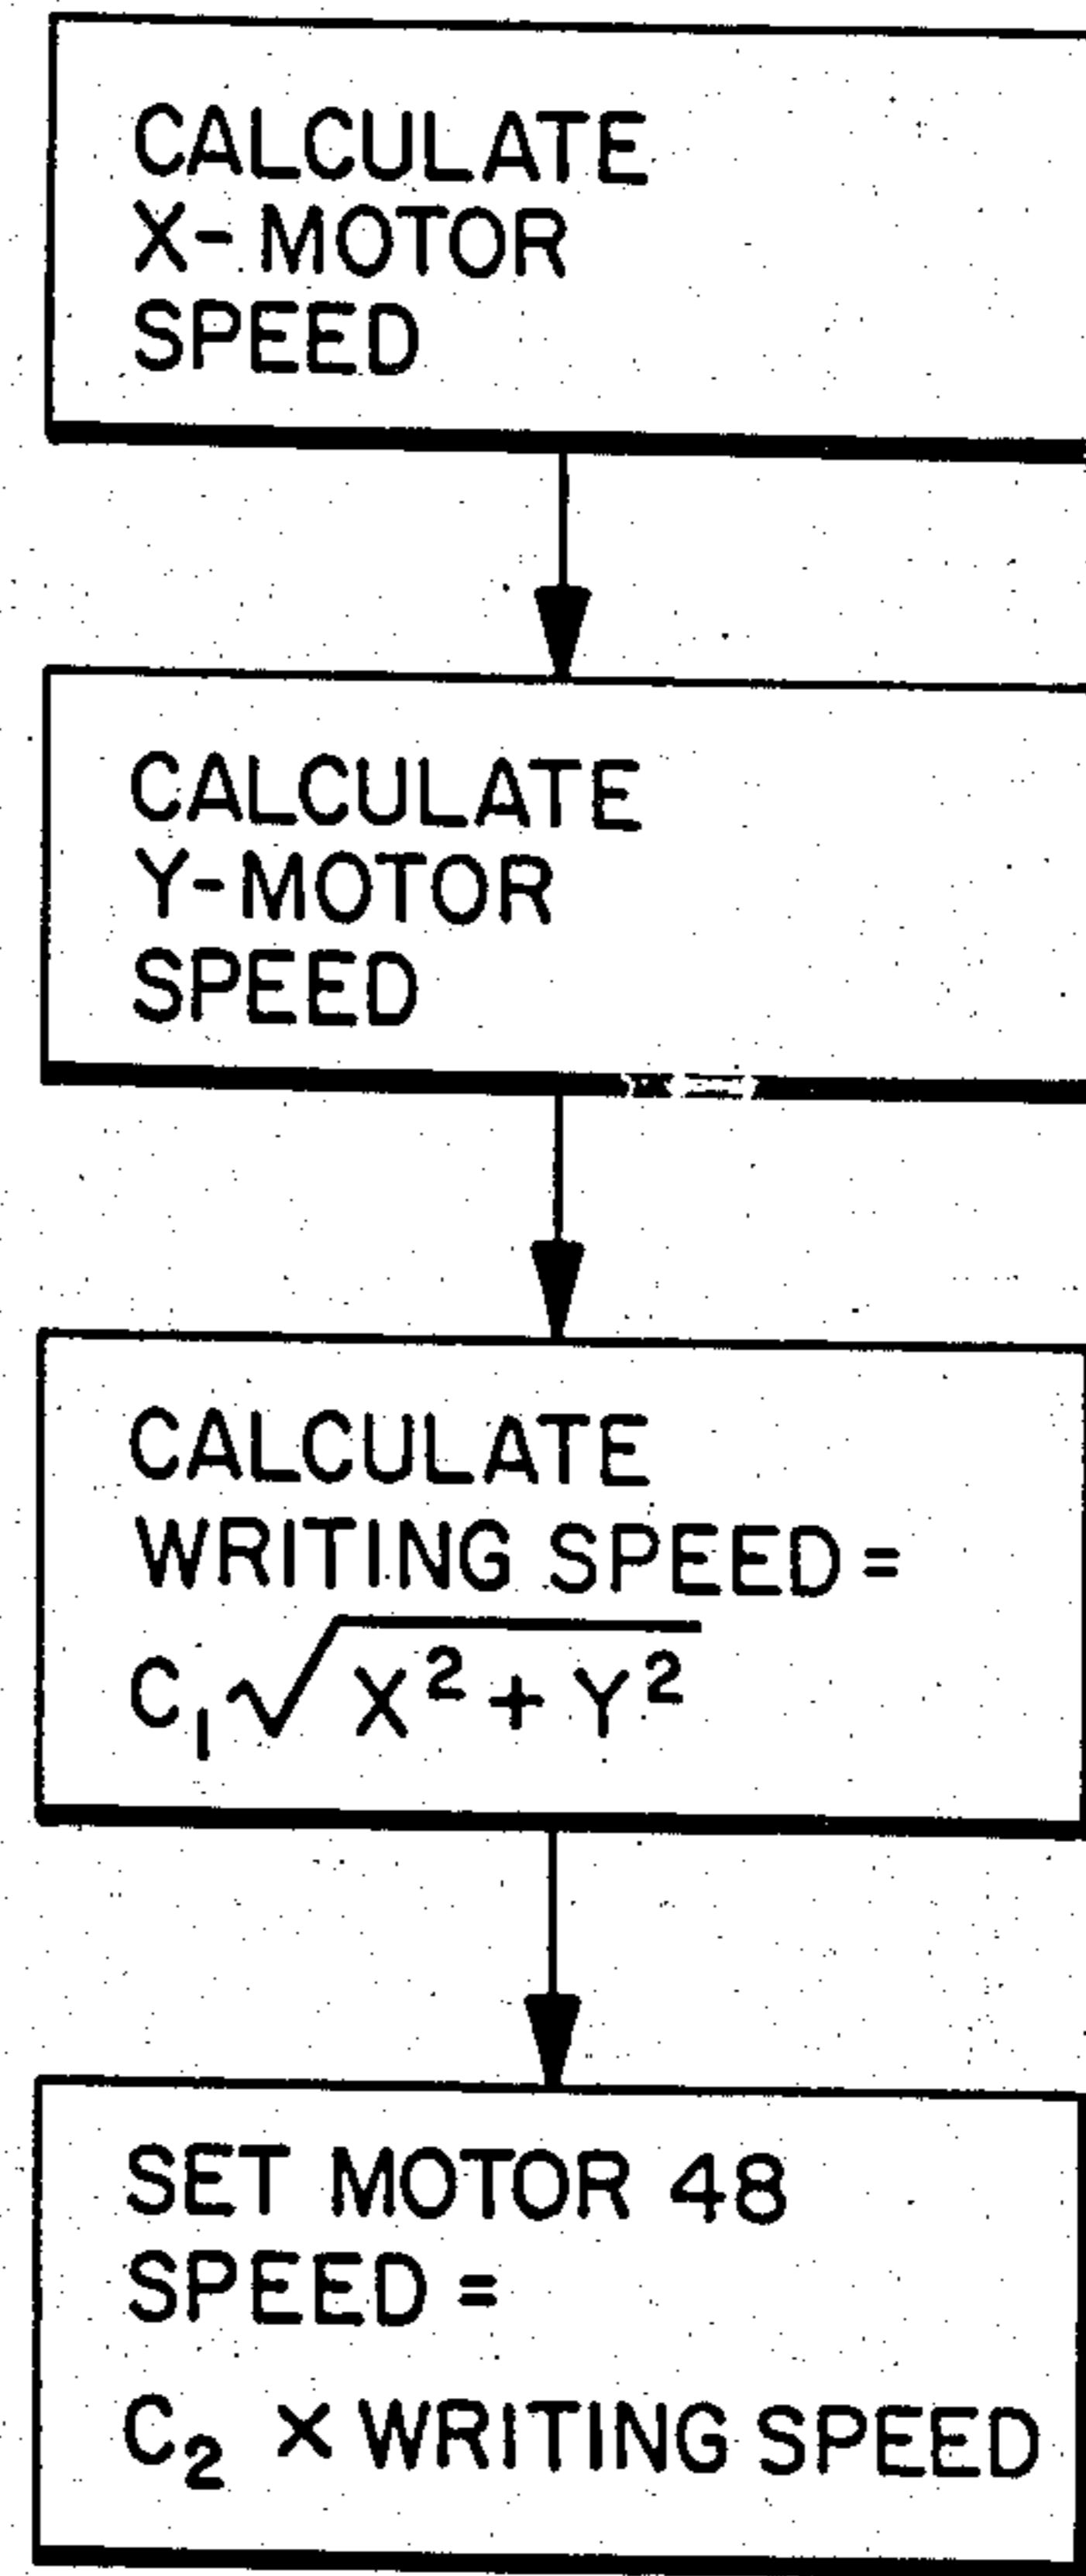 CALCULATE
X-MOTOR
SPEED
CALCULATE
Y-MOTOR
SPEED
CALCULATE
WRITING SPEED =
C₁√X² + Y²
SET MOTOR 48
SPEED =
C₂ × WRITING SPEED